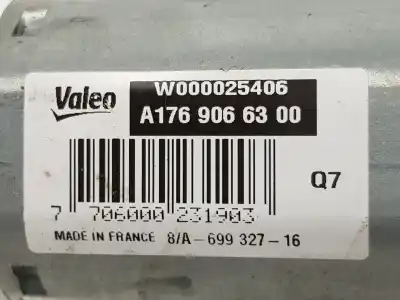 W000025406
Valeo
A176 906 63 00
Q7
7 706000 231903
MADE IN FRANCE 8/A-699 327-16